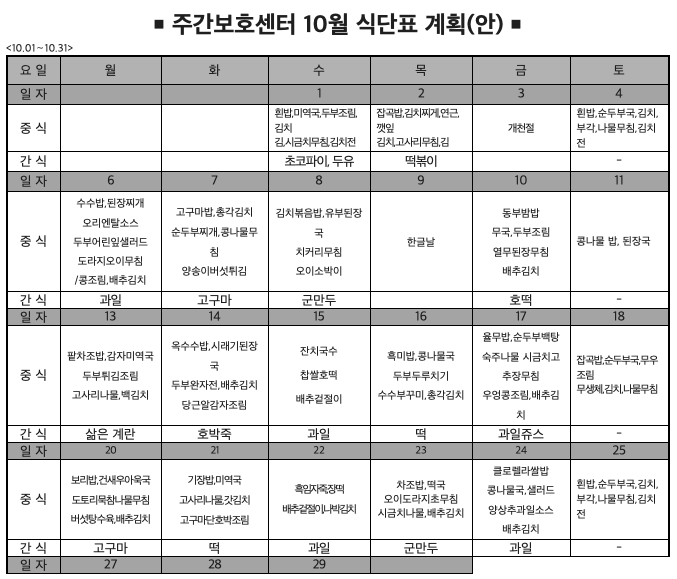 ▪ 주간보호센터 10월 식단표 계획(안) ▪
<10.01~10.31>
요 일 월 화 수 목 금 토
일 자 1 2 3 4
중 식
흰밥,미역국,두부조림,
김치
김,시금치무침,김치전
잡곡밥,김치찌게,연근,
깻잎
김치,고사리무침,김
개천절
흰밥,순두부국,김치,
부각,나물무침,김치
전
간 식 초코파이, 두유 떡볶이 -
일 자 6 7 8 9 10 11
중 식
수수밥,된장찌개
오리엔탈소스
두부어린잎샐러드
도라지오이무침
/콩조림,배추김치
고구마밥,총각김치
순두부찌개,콩나물무
침
양송이버섯튀김
김치볶음밥,유부된장
국
치커리무침
오이소박이
한글날
동부밤밥
무국,두부조림
열무된장무침
배추김치
콩나물 밥, 된장국
간 식 과일 고구마 군만두 호떡 -
일 자 13 14 15 16 17 18
중 식
팥차조밥,감자미역국
두부튀김조림
고사리나물,백김치
옥수수밥,시래기된장
국
두부완자전,배추김치
당근알감자조림
잔치국수
찹쌀호떡
배추겉절이
흑미밥,콩나물국
두부두루치기
수수부꾸미,총각김치
율무밥,순두부백탕
숙주나물 시금치고
추장무침
우엉콩조림,배추김
치
잡곡밥,순두부국,무우
조림
무생체,김치,나물무침
간 식 삶은 계란 호박죽 과일 떡 과일쥬스 -
일 자 20 21 22 23 24 25
중 식
보리밥,건새우아욱국
도토리묵참나물무침
버섯탕수육,배추김치
기장밥,미역국
고사리나물,갓김치
고구마단호박조림
흑임자죽,장떡
배추겉절이,나박김치
차조밥,떡국
오이도라지초무침
시금치나물,배추김치
클로렐라쌀밥
콩나물국,샐러드
양상추과일소스
배추김치
흰밥,순두부국,김치,
부각,나물무침,김치
전
간 식 고구마 떡 과일 군만두 과일 -
일 자 27 28 29